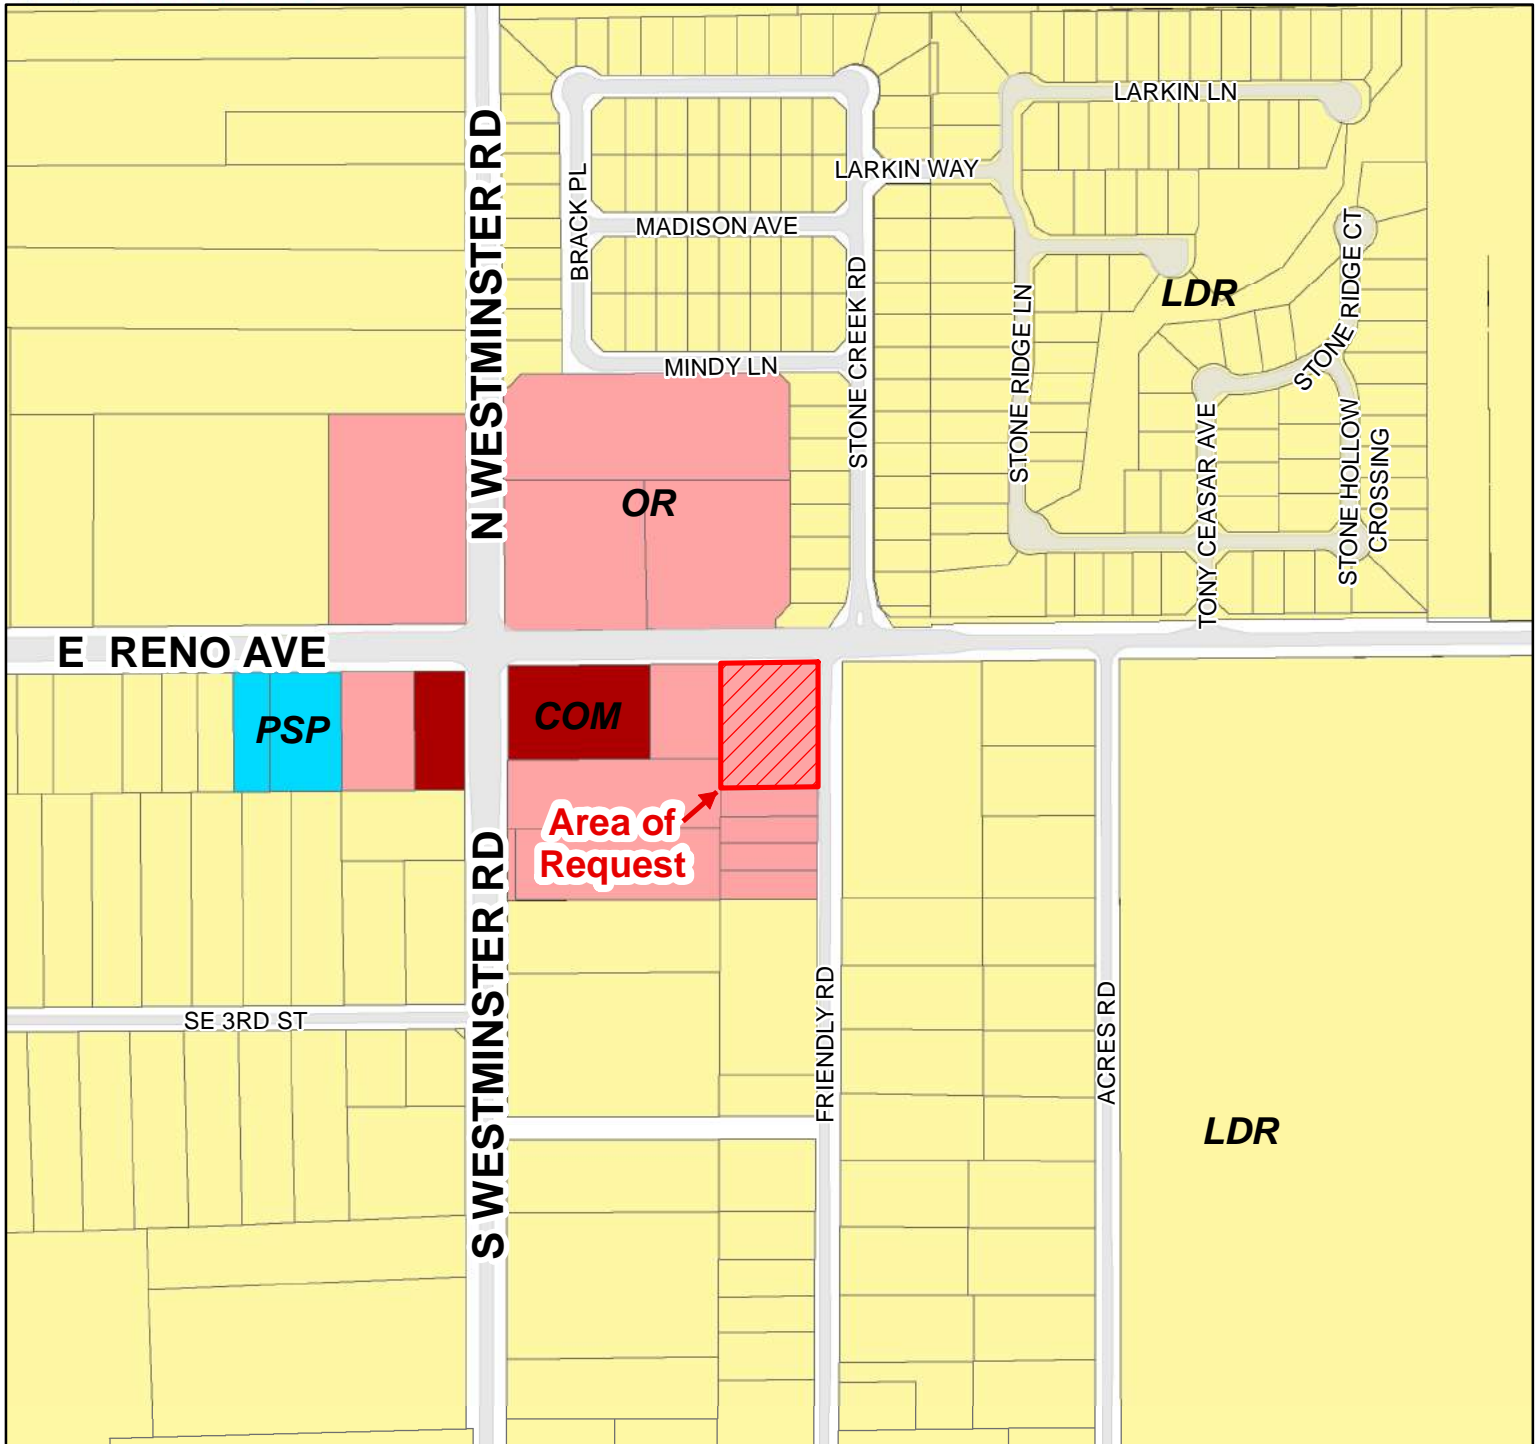 LARKIN LN
N WESTMINSTER RD
LARKIN WAY
BRACK PL
MADISON AVE
STONE RIDGE CT
LDR
STONE CREEK RD
STONE RIDGE LN
STONE RIDGE
MINDY LN
STONE HOLLOW
CROSSING
TONY CEASAR AVE
OR
E RENO AVE
PSP
COM
Area of
Request
S WESTMINSTER RD
SE 3RD ST
FRIENDLY RD
ACRES RD
LDR